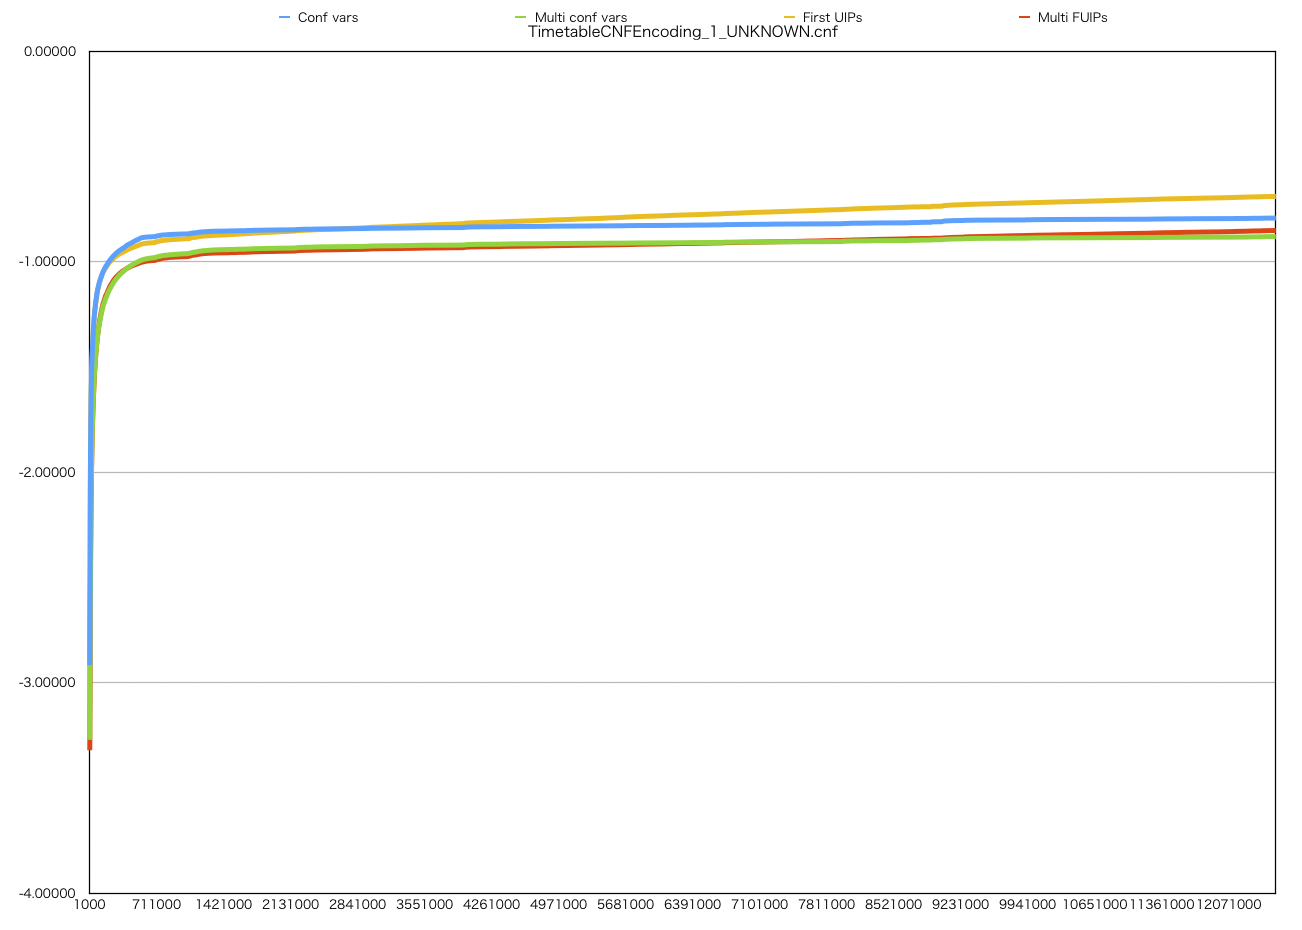 Conf vars Multi conf vars First UIPs Multi FUIPs
TimetableCNFEncoding_1_UNKNOWN.cnf
0.00000
-1.00000
-2.00000
-3.00000
-4.00000
1000 711000 1421000 2131000 2841000 3551000 4261000 4971000 5681000 6391000 7101000 7811000 8521000 9231000 9941000 10651000 11361000 12071000